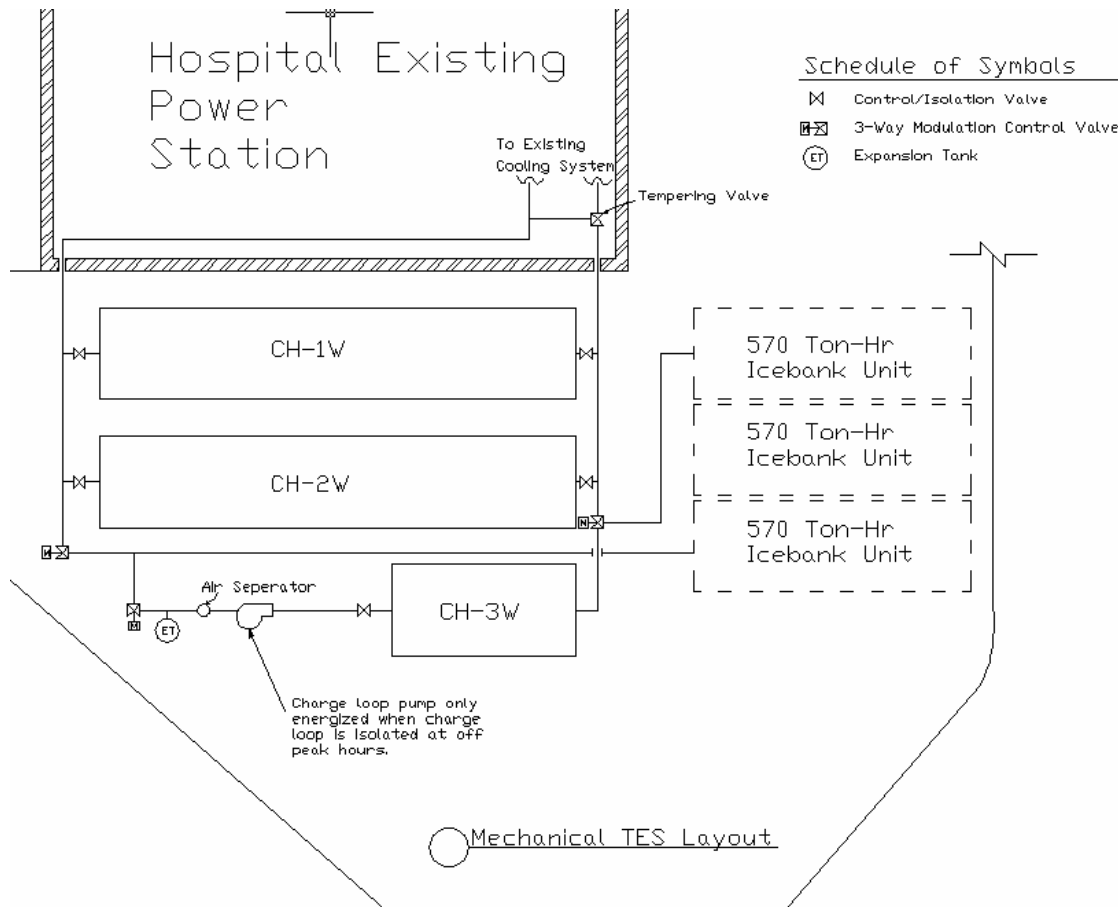 Hospital Existing
Power
Station
To Existing
Cooling System
Tempering Valve
Schedule of Symbols
Control/Isolation Valve
M 3-Way Modulation Control Valve
ET Expansion Tank
CH-1W
570 Ton-Hr
Icebank Unit
CH-2W
570 Ton-Hr
Icebank Unit
M
570 Ton-Hr
Icebank Unit
M
Air Seperator
CH-3W
M
ET
Charge loop pump only
energized when charge
loop is isolated at off
peak hours.
Mechanical TES Layout